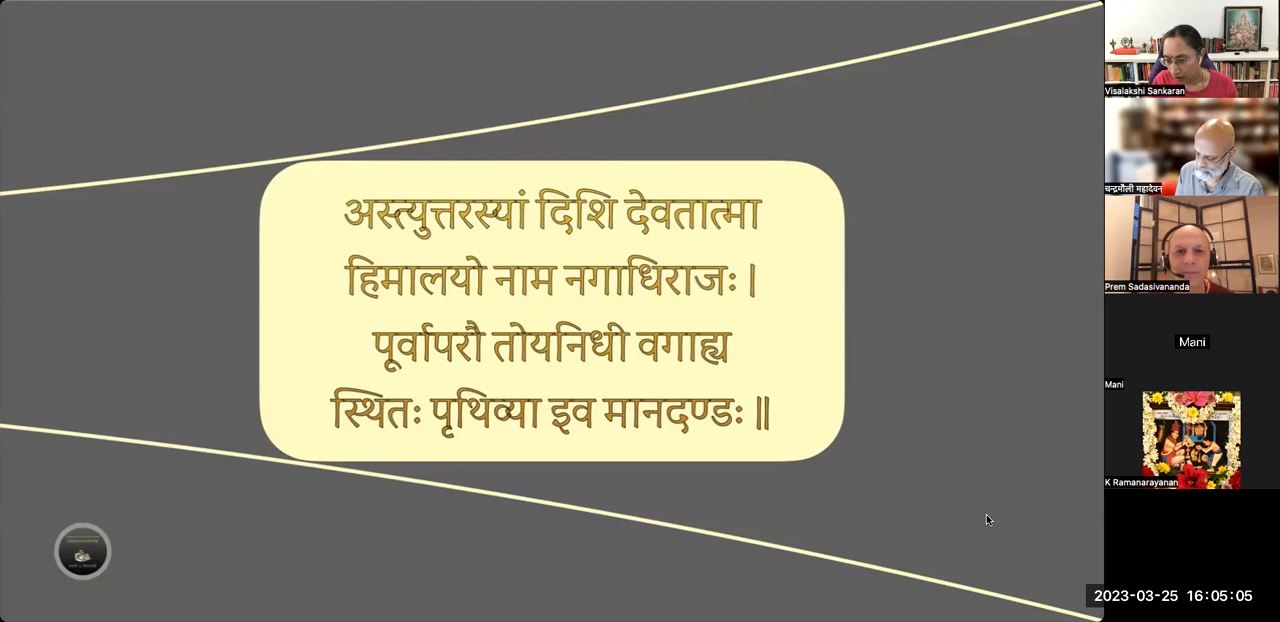 अस्त्युत्तरस्यां दिशि देवतात्मा
हिमालयो नाम नगाधिराजः |
पूर्वापरौ तोयनिधी वगाह्य
स्थितः पृथिव्या इव मानदण्डः ||
Visalakshi Sankaran
चन्द्रमौली महादेवन
Prem Sadasivananda
Mani
Mani
K Ramanarayanan
2023-03-25 16:05:05